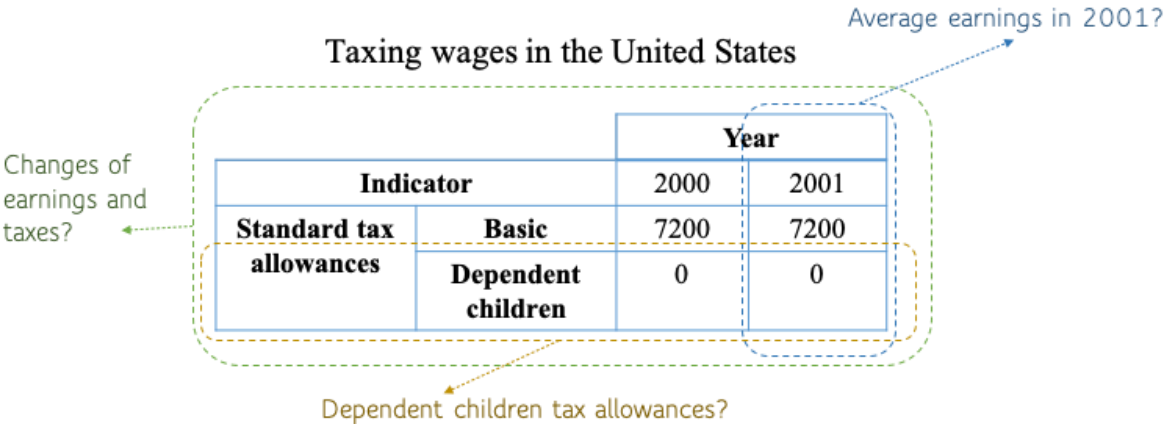 Average earnings in 2001?
Taxing wages in the United States
Changes of
earnings and
taxes?
Year
Indicator 2000 2001
Standard tax
allowances
Basic 7200 7200
Dependent
children
0 0
Dependent children tax allowances?